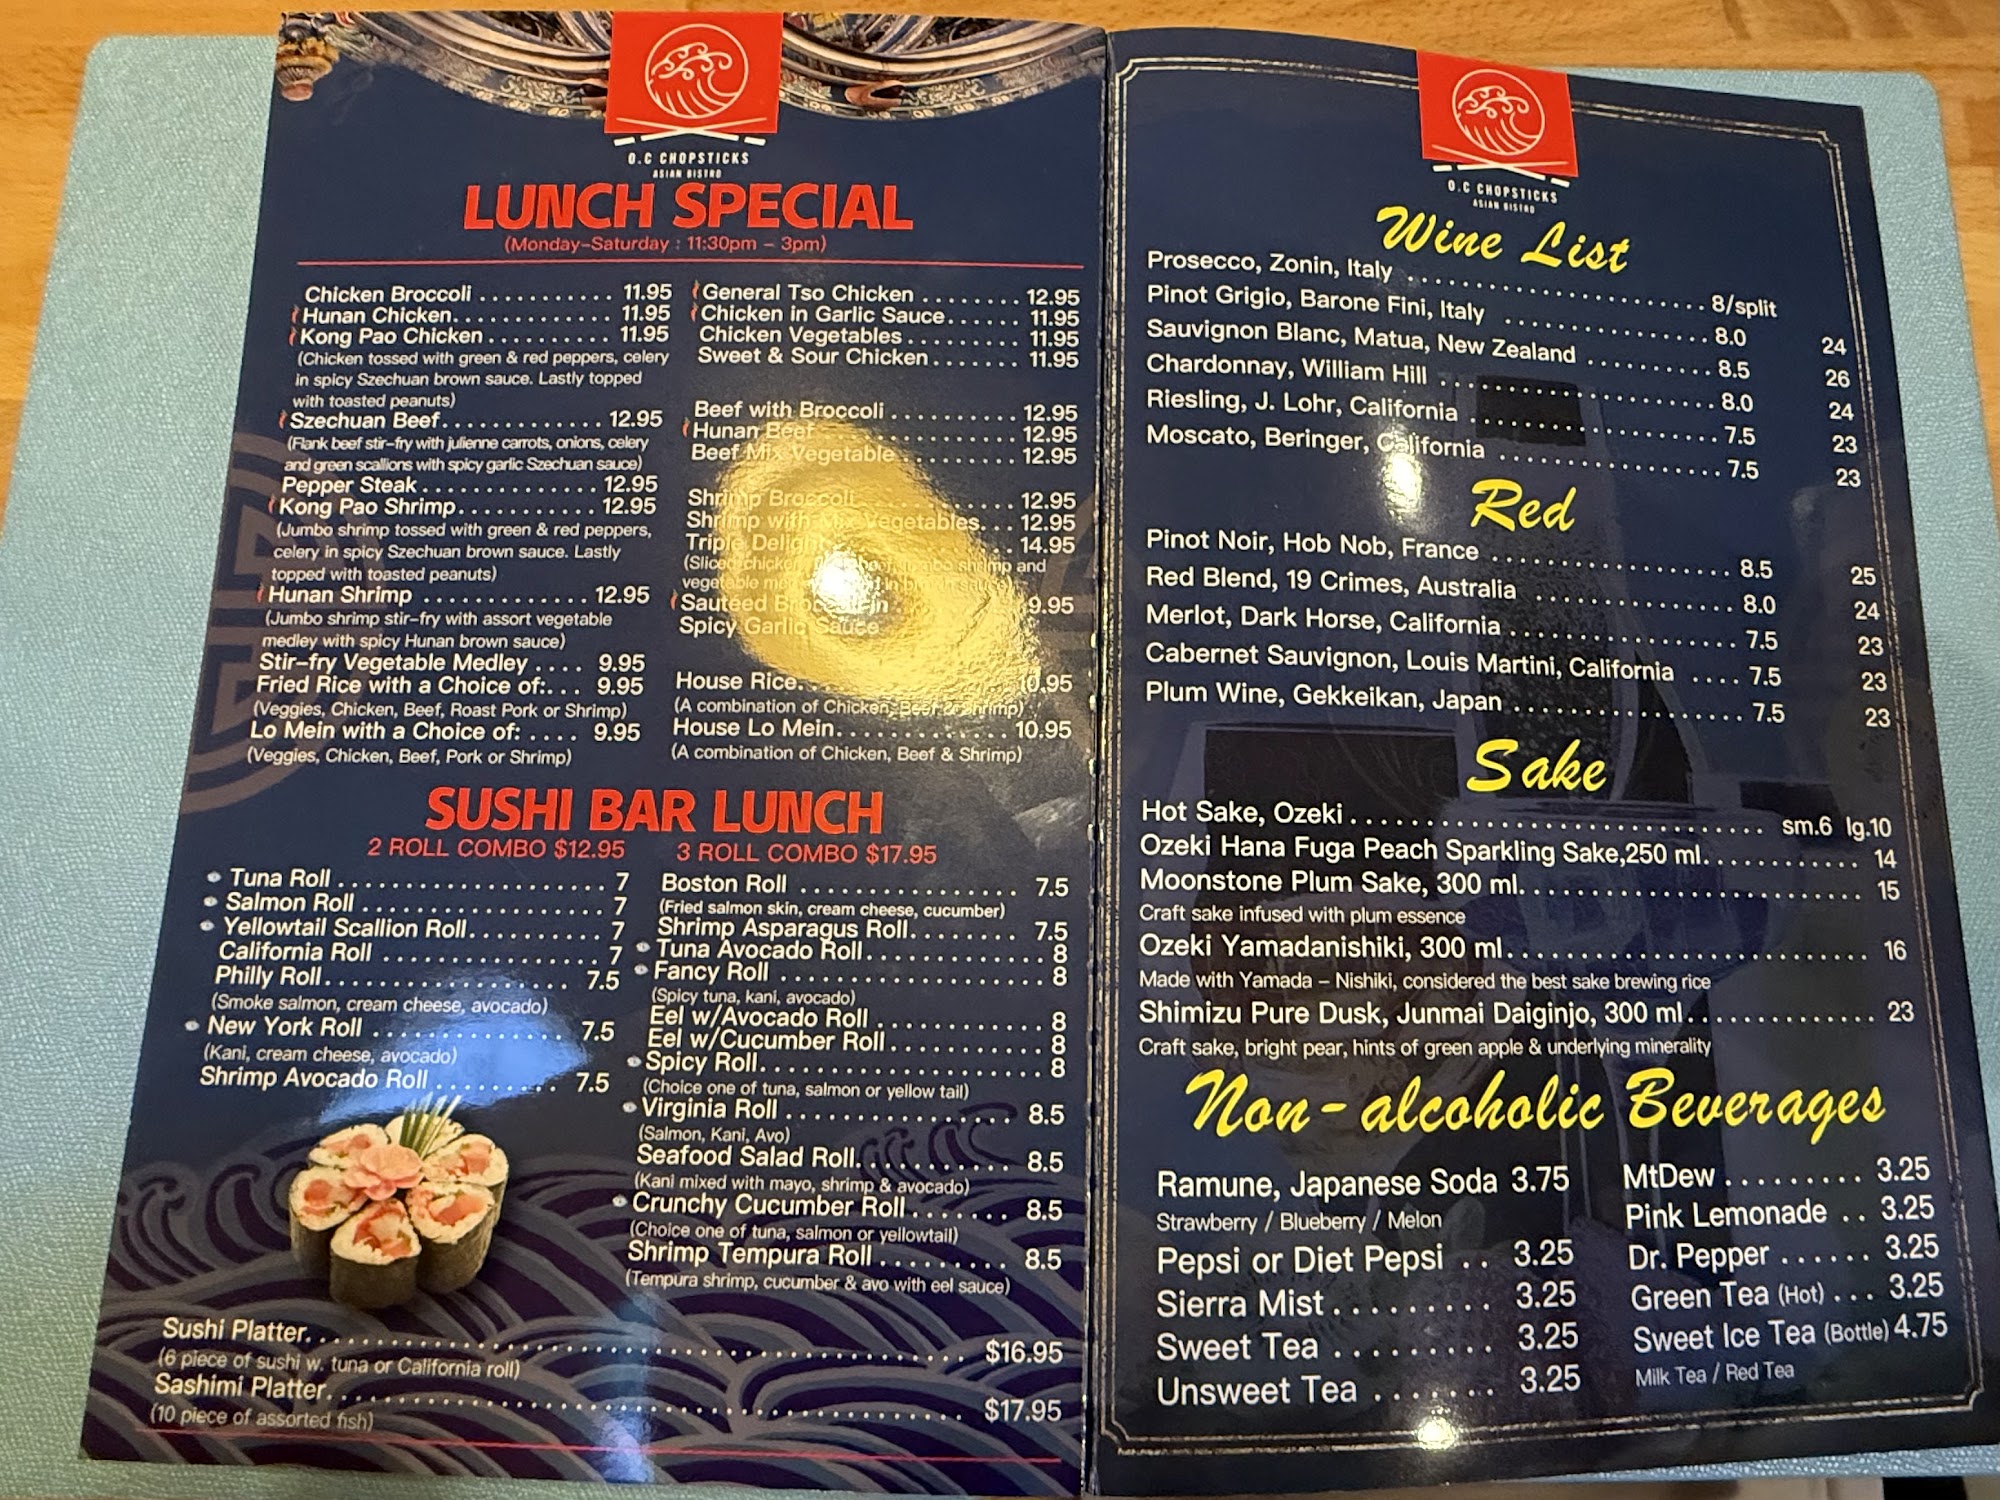 O.C CHOPSTICKS
ASIAN BISTRO
LUNCH SPECIAL
(Monday-Saturday : 11:30pm - 3pm)
Chicken Broccoli ............ 11.95
Hunan Chicken............. 11.95
Kong Pao Chicken .......... 11.95
(Chicken tossed with green & red peppers, celery
in spicy Szechuan brown sauce. Lastly topped
with toasted peanuts)
Szechuan Beef............. 12.95
(Flank beef stir-fry with julienne carrots, onions, celery
and green scallions with spicy garlic Szechuan sauce)
Pepper Steak.............. 12.95
Kong Pao Shrimp........... 12.95
(Jumbo shrimp tossed with green & red peppers,
celery in spicy Szechuan brown sauce. Lastly
topped with toasted peanuts)
Hunan Shrimp ............. 12.95
(Jumbo shrimp stir-fry with assort vegetable
medley with spicy Hunan brown sauce)
Stir-fry Vegetable Medley .... 9.95
Fried Rice with a Choice of:... 9.95
(Veggies, Chicken, Beef, Roast Pork or Shrimp)
Lo Mein with a Choice of: .... 9.95
(Veggies, Chicken, Beef, Pork or Shrimp)
General Tso Chicken ........ 12.95
Chicken in Garlic Sauce...... 11.95
Chicken Vegetables ......... 11.95
Sweet & Sour Chicken....... 11.95
Beef with Broccoli .......... 12.95
Hunan Beef .............. 12.95
Beef Mix Vegetable ......... 12.95
Shrimp Broccoli............ 12.95
Shrimp with Mix Vegetables... 12.95
Triple Delight............. 14.95
(Sliced chicken, beef, jumbo shrimp and
vegetable in brown sauce)
Sauteed Broccoli in ......... 9.95
Spicy Garlic Sauce
House Rice............... 10.95
(A combination of Chicken, Beef & Shrimp)
House Lo Mein............. 10.95
(A combination of Chicken, Beef & Shrimp)
SUSHI BAR LUNCH
2 ROLL COMBO $12.95 3 ROLL COMBO $17.95
Tuna Roll .................... 7
Salmon Roll .................. 7
Yellowtail Scallion Roll.......... 7
California Roll ................ 7
Philly Roll.................. 7.5
(Smoke salmon, cream cheese, avocado)
New York Roll .............. 7.5
(Kani, cream cheese, avocado)
Shrimp Avocado Roll ......... 7.5
Boston Roll ................ 7.5
(Fried salmon skin, cream cheese, cucumber)
Shrimp Asparagus Roll........ 7.5
Tuna Avocado Roll............. 8
Fancy Roll ................... 8
(Spicy tuna, kani, avocado)
Eel w/Avocado Roll ............ 8
Eel w/Cucumber Roll........... 8
Spicy Roll.................... 8
(Choice one of tuna, salmon or yellow tail)
Virginia Roll ................ 8.5
(Salmon, Kani, Avo)
Seafood Salad Roll........... 8.5
(Kani mixed with mayo, shrimp & avocado)
Crunchy Cucumber Roll....... 8.5
(Choice one of tuna, salmon or yellowtail)
Shrimp Tempura Roll ......... 8.5
(Tempura shrimp, cucumber & avo with eel sauce)
Sushi Platter.......................................... $16.95
(6 piece of sushi w. tuna or California roll)
Sashimi Platter........................................ $17.95
(10 piece of assorted fish)
O.C CHOPSTICKS
ASIAN BISTRO
Wine List
Prosecco, Zonin, Italy ...................... 8/split
Pinot Grigio, Barone Fini, Italy ............... 8.0 24
Sauvignon Blanc, Matua, New Zealand ......... 8.5 26
Chardonnay, William Hill ................... 8.0 24
Riesling, J. Lohr, California .................. 7.5 23
Moscato, Beringer, California ................ 7.5 23
Red
Pinot Noir, Hob Nob, France ................. 8.5 25
Red Blend, 19 Crimes, Australia .............. 8.0 24
Merlot, Dark Horse, California................ 7.5 23
Cabernet Sauvignon, Louis Martini, California .... 7.5 23
Plum Wine, Gekkeikan, Japan ................ 7.5 23
Sake
Hot Sake, Ozeki............................... sm.6 lg.10
Ozeki Hana Fuga Peach Sparkling Sake,250 ml............ 14
Moonstone Plum Sake, 300 ml......................... 15
Craft sake infused with plum essence
Ozeki Yamadanishiki, 300 ml.......................... 16
Made with Yamada – Nishiki, considered the best sake brewing rice
Shimizu Pure Dusk, Junmai Daiginjo, 300 ml............. 23
Craft sake, bright pear, hints of green apple & underlying minerality
Non-alcoholic Beverages
Ramune, Japanese Soda 3.75
Strawberry / Blueberry / Melon
Pepsi or Diet Pepsi .. 3.25
Sierra Mist......... 3.25
Sweet Tea ......... 3.25
Unsweet Tea ....... 3.25
MtDew ......... 3.25
Pink Lemonade .. 3.25
Dr. Pepper ...... 3.25
Green Tea (Hot) ... 3.25
Sweet Ice Tea (Bottle) 4.75
Milk Tea / Red Tea